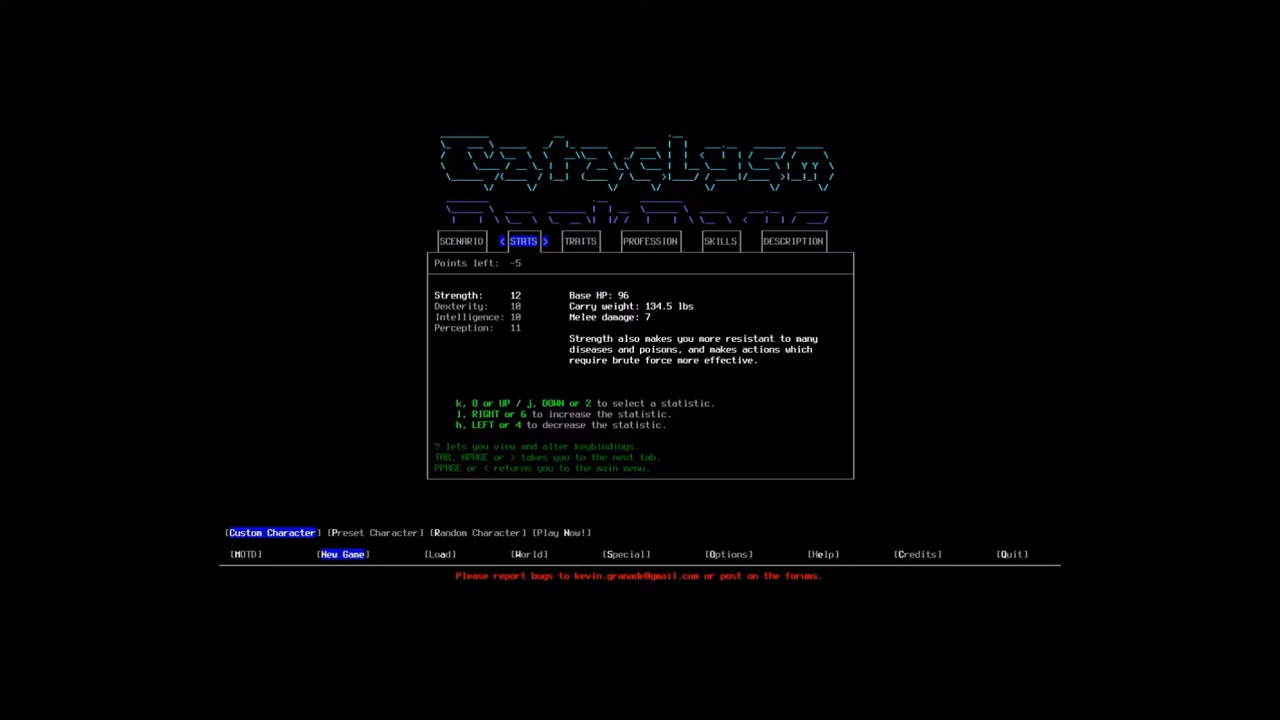 Cataclysm
SCENARIO < STATS > TRAITS PROFESSION SKILLS DESCRIPTION
Points left: -5
Strength: 12 Base HP: 96
Dexterity: 10 Carry weight: 134.5 lbs
Intelligence: 10 Melee damage: 7
Perception: 11
Strength also makes you more resistant to many
diseases and poisons, and makes actions which
require brute force more effective.
k, 8 or UP / j, DOWN or 2 to select a statistic.
l, RIGHT or 6 to increase the statistic.
h, LEFT or 4 to decrease the statistic.
? lets you view and alter keybindings.
TAB, NPAGE or > takes you to the next tab.
PPAGE or < returns you to the main menu.
[Custom Character] [Preset Character] [Random Character] [Play Now!]
[MOTD] [New Game] [Load] [World] [Special] [Options] [Help] [Credits] [Quit]
Please report bugs to kevin.granade@gmail.com or post on the forums.